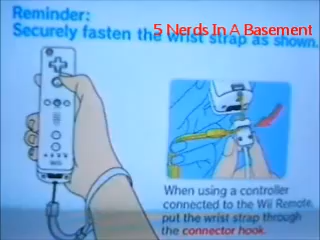 Reminder:
5 Nerds In A Basement
Securely fasten the wrist strap as shown.
When using a controller
connected to the Wii Remote,
put the wrist strap through
the connector hook.